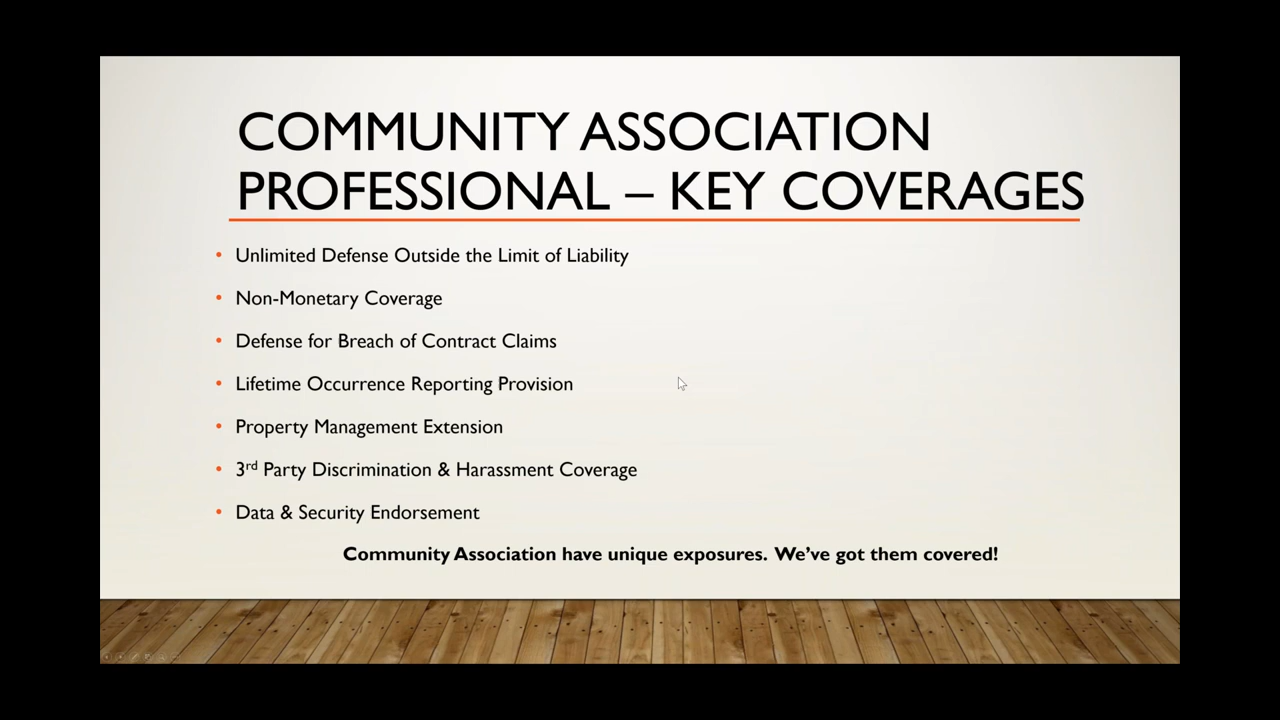 COMMUNITY ASSOCIATION
PROFESSIONAL – KEY COVERAGES
• Unlimited Defense Outside the Limit of Liability
• Non-Monetary Coverage
• Defense for Breach of Contract Claims
• Lifetime Occurrence Reporting Provision
• Property Management Extension
• 3rd Party Discrimination & Harassment Coverage
• Data & Security Endorsement
Community Association have unique exposures. We’ve got them covered!